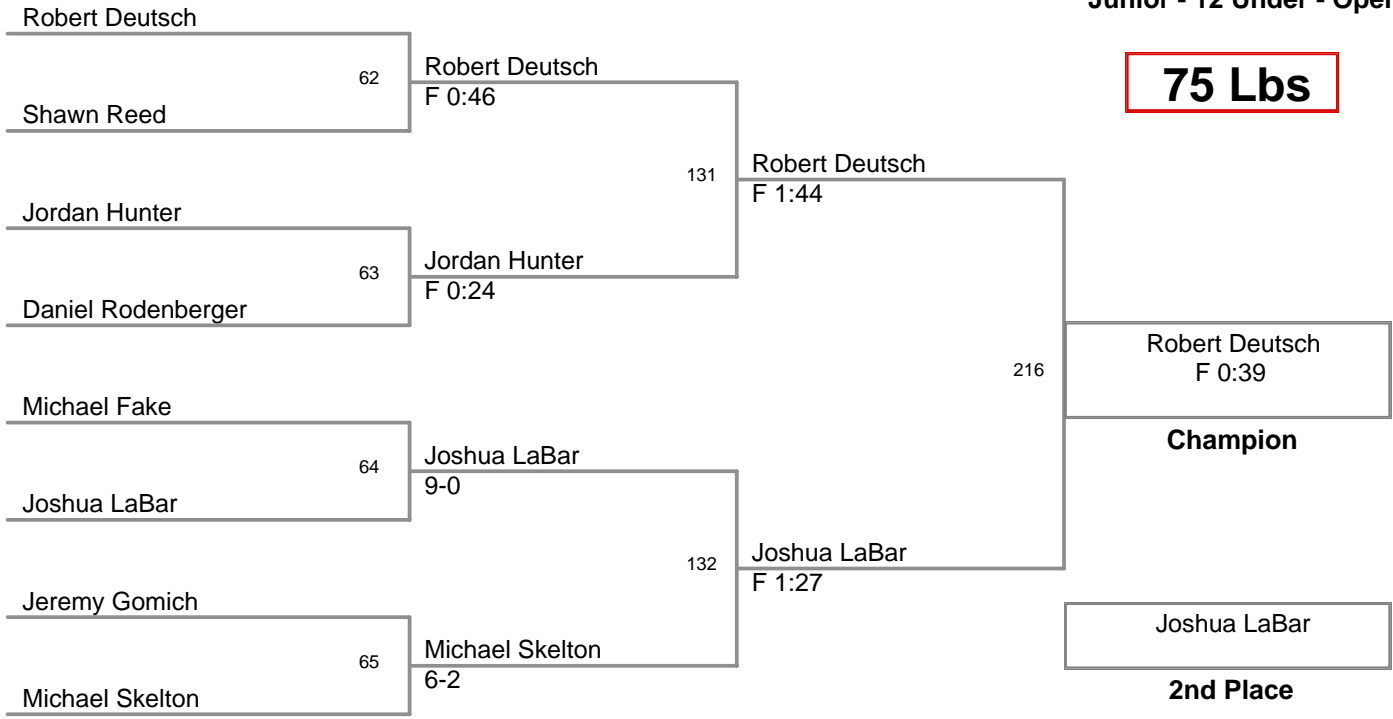 Junior - 12 Under
75 Lbs
Robert Deutsch
62
Shawn Reed
Robert Deutsch
F 0:46
Jordan Hunter
63
Daniel Rodenberger
Jordan Hunter
F 0:24
131
Robert Deutsch
F 1:44
Michael Fake
64
Joshua LaBar
Joshua LaBar
9-0
Jeremy Gomich
65
Michael Skelton
Michael Skelton
6-2
132
Joshua LaBar
F 1:27
216
Robert Deutsch
F 0:39
Champion
Joshua LaBar
2nd Place